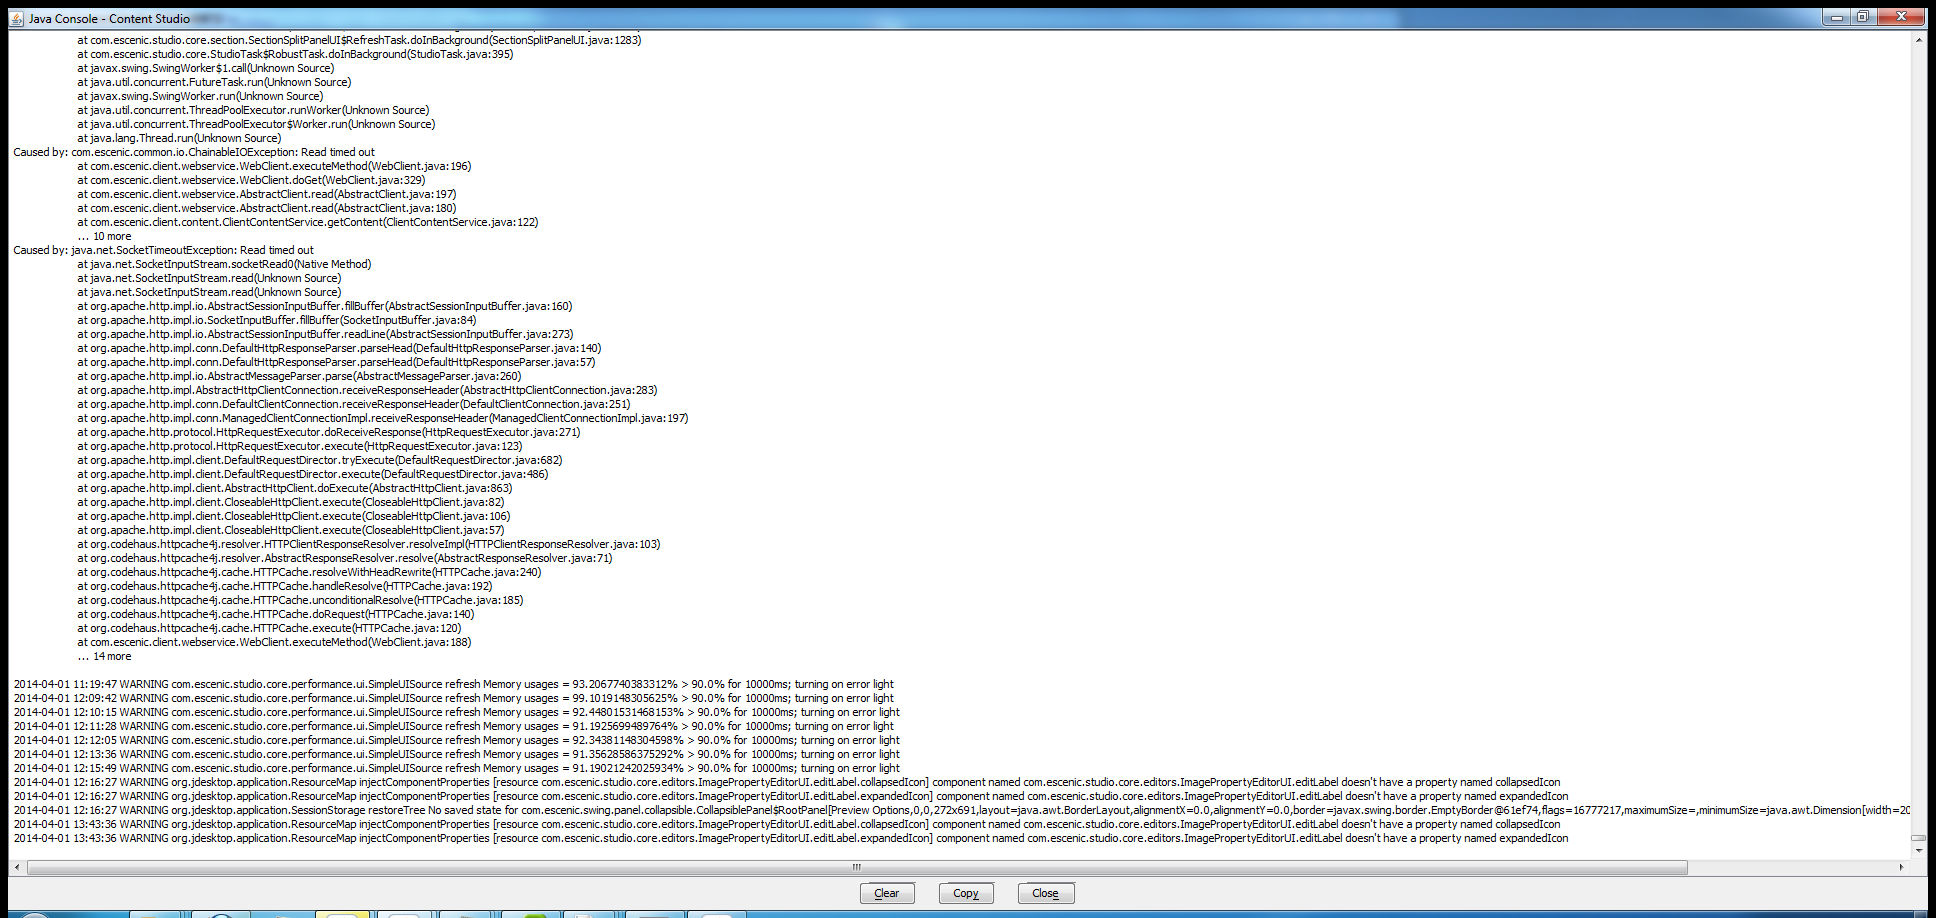 Java Console - Content Studio
at com.escenic.studio.core.section.SectionSplitPanelUI$RefreshTask.doInBackground(SectionSplitPanelUI.java:1283)
at com.escenic.studio.core.StudioTask$RobustTask.doInBackground(StudioTask.java:395)
at javax.swing.SwingWorker$1.call(Unknown Source)
at java.util.concurrent.FutureTask.run(Unknown Source)
at javax.swing.SwingWorker.run(Unknown Source)
at java.util.concurrent.ThreadPoolExecutor.runWorker(Unknown Source)
at java.util.concurrent.ThreadPoolExecutor$Worker.run(Unknown Source)
at java.lang.Thread.run(Unknown Source)
Caused by: com.escenic.common.io.ChainableIOException: Read timed out
at com.escenic.client.webservice.WebClient.executeMethod(WebClient.java:196)
at com.escenic.client.webservice.WebClient.doGet(WebClient.java:329)
at com.escenic.client.webservice.AbstractClient.read(AbstractClient.java:197)
at com.escenic.client.webservice.AbstractClient.read(AbstractClient.java:180)
at com.escenic.client.content.ClientContentService.getContent(ClientContentService.java:122)
... 10 more
Caused by: java.net.SocketTimeoutException: Read timed out
at java.net.SocketInputStream.socketRead0(Native Method)
at java.net.SocketInputStream.read(Unknown Source)
at java.net.SocketInputStream.read(Unknown Source)
at org.apache.http.impl.io.AbstractSessionInputBuffer.fillBuffer(AbstractSessionInputBuffer.java:160)
at org.apache.http.impl.io.SocketInputBuffer.fillBuffer(SocketInputBuffer.java:84)
at org.apache.http.impl.io.AbstractSessionInputBuffer.readLine(AbstractSessionInputBuffer.java:273)
at org.apache.http.impl.conn.DefaultHttpResponseParser.parseHead(DefaultHttpResponseParser.java:140)
at org.apache.http.impl.conn.DefaultHttpResponseParser.parseHead(DefaultHttpResponseParser.java:57)
at org.apache.http.impl.io.AbstractMessageParser.parse(AbstractMessageParser.java:260)
at org.apache.http.impl.AbstractHttpClientConnection.receiveResponseHeader(AbstractHttpClientConnection.java:283)
at org.apache.http.impl.conn.DefaultClientConnection.receiveResponseHeader(DefaultClientConnection.java:251)
at org.apache.http.impl.conn.ManagedClientConnectionImpl.receiveResponseHeader(ManagedClientConnectionImpl.java:197)
at org.apache.http.protocol.HttpRequestExecutor.doReceiveResponse(HttpRequestExecutor.java:271)
at org.apache.http.protocol.HttpRequestExecutor.execute(HttpRequestExecutor.java:123)
at org.apache.http.impl.client.DefaultRequestDirector.tryExecute(DefaultRequestDirector.java:682)
at org.apache.http.impl.client.DefaultRequestDirector.execute(DefaultRequestDirector.java:486)
at org.apache.http.impl.client.AbstractHttpClient.doExecute(AbstractHttpClient.java:863)
at org.apache.http.impl.client.CloseableHttpClient.execute(CloseableHttpClient.java:82)
at org.apache.http.impl.client.CloseableHttpClient.execute(CloseableHttpClient.java:106)
at org.apache.http.impl.client.CloseableHttpClient.execute(CloseableHttpClient.java:57)
at org.codehaus.httpcache4j.resolver.HTTPClientResponseResolver.resolveImpl(HTTPClientResponseResolver.java:103)
at org.codehaus.httpcache4j.resolver.AbstractResponseResolver.resolve(AbstractResponseResolver.java:71)
at org.codehaus.httpcache4j.cache.HTTPCache.resolveWithHeadRewrite(HTTPCache.java:240)
at org.codehaus.httpcache4j.cache.HTTPCache.handleResolve(HTTPCache.java:192)
at org.codehaus.httpcache4j.cache.HTTPCache.unconditionalResolve(HTTPCache.java:185)
at org.codehaus.httpcache4j.cache.HTTPCache.doRequest(HTTPCache.java:140)
at org.codehaus.httpcache4j.cache.HTTPCache.execute(HTTPCache.java:120)
at com.escenic.client.webservice.WebClient.executeMethod(WebClient.java:188)
... 14 more
2014-04-01 11:19:47 WARNING com.escenic.studio.core.performance.ui.SimpleUISource refresh Memory usages = 93.2067740383312% > 90.0% for 10000ms; turning on error light
2014-04-01 12:09:42 WARNING com.escenic.studio.core.performance.ui.SimpleUISource refresh Memory usages = 99.1019148305625% > 90.0% for 10000ms; turning on error light
2014-04-01 12:10:15 WARNING com.escenic.studio.core.performance.ui.SimpleUISource refresh Memory usages = 92.44801531468153% > 90.0% for 10000ms; turning on error light
2014-04-01 12:11:28 WARNING com.escenic.studio.core.performance.ui.SimpleUISource refresh Memory usages = 91.1925699489764% > 90.0% for 10000ms; turning on error light
2014-04-01 12:12:05 WARNING com.escenic.studio.core.performance.ui.SimpleUISource refresh Memory usages = 92.34381148304598% > 90.0% for 10000ms; turning on error light
2014-04-01 12:13:36 WARNING com.escenic.studio.core.performance.ui.SimpleUISource refresh Memory usages = 91.35628586375292% > 90.0% for 10000ms; turning on error light
2014-04-01 12:15:49 WARNING com.escenic.studio.core.performance.ui.SimpleUISource refresh Memory usages = 91.19021242025934% > 90.0% for 10000ms; turning on error light
2014-04-01 12:16:27 WARNING org.jdesktop.application.ResourceMap injectComponentProperties [resource com.escenic.studio.core.editors.ImagePropertyEditorUI.editLabel.collapsedIcon] component named com.escenic.studio.core.editors.ImagePropertyEditorUI.editLabel doesn't have a property named collapsedIcon
2014-04-01 12:16:27 WARNING org.jdesktop.application.ResourceMap injectComponentProperties [resource com.escenic.studio.core.editors.ImagePropertyEditorUI.editLabel.expandedIcon] component named com.escenic.studio.core.editors.ImagePropertyEditorUI.editLabel doesn't have a property named expandedIcon
2014-04-01 12:16:27 WARNING org.jdesktop.application.SessionStorage restoreTree No saved state for com.escenic.swing.panel.collapsible.CollapsiblePanel$RootPanel[Preview Options,0,0,272x691,layout=java.awt.BorderLayout,alignmentX=0.0,alignmentY=0.0,border=javax.swing.border.EmptyBorder@61ef74,flags=16777217,maximumSize=,minimumSize=java.awt.Dimension[width=20
2014-04-01 13:43:36 WARNING org.jdesktop.application.ResourceMap injectComponentProperties [resource com.escenic.studio.core.editors.ImagePropertyEditorUI.editLabel.collapsedIcon] component named com.escenic.studio.core.editors.ImagePropertyEditorUI.editLabel doesn't have a property named collapsedIcon
2014-04-01 13:43:36 WARNING org.jdesktop.application.ResourceMap injectComponentProperties [resource com.escenic.studio.core.editors.ImagePropertyEditorUI.editLabel.expandedIcon] component named com.escenic.studio.core.editors.ImagePropertyEditorUI.editLabel doesn't have a property named expandedIcon
Clear Copy Close